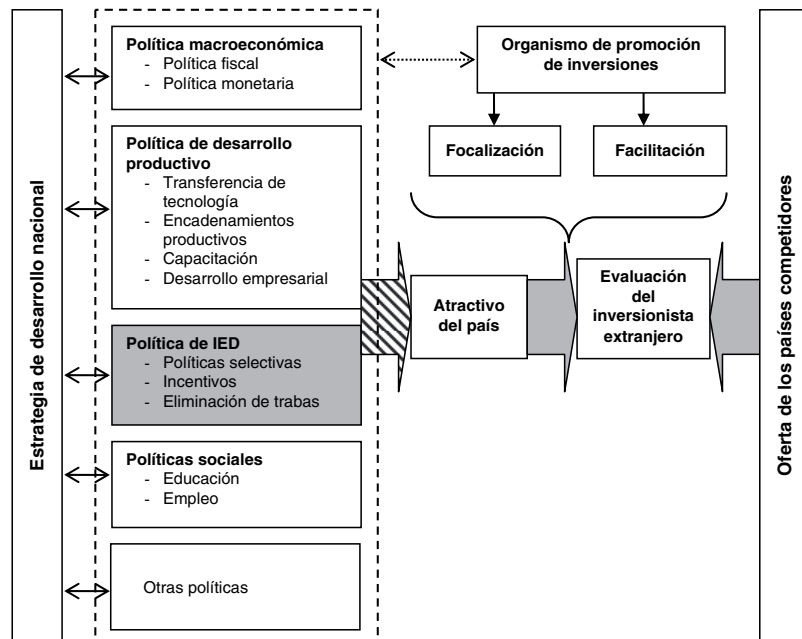 Estrategia de desarrollo nacional
Política macroeconómica
- Política fiscal
- Política monetaria
Política de desarrollo
productivo
- Transferencia de
tecnología
- Encadenamientos
productivos
- Capacitación
- Desarrollo empresarial
Política de IED
- Políticas selectivas
- Incentivos
- Eliminación de trabas
Políticas sociales
- Educación
- Empleo
Otras políticas
Organismo de promoción
de inversiones
Focalización
Facilitación
Atractivo
del país
Evaluación
del
inversionista
extranjero
Oferta de los países competidores